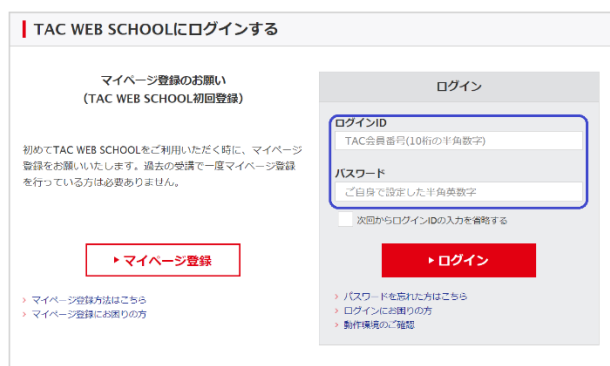 TAC WEB SCHOOLにログインする
マイページ登録のお願い
(TAC WEB SCHOOL初回登録)
初めてTAC WEB SCHOOLをご利用いただく時に、マイページ
登録をお願いいたします。過去の受講で一度マイページ登録
を行っている方は必要ありません。
マイページ登録
マイページ登録方法はこちら
マイページ登録にお困りの方
ログイン
ログインID
TAC会員番号(10桁の半角数字)
パスワード
ご自身で設定した半角英数字
次回からログインIDの入力を省略する
ログイン
パスワードを忘れた方はこちら
ログインにお困りの方
動作環境のご確認